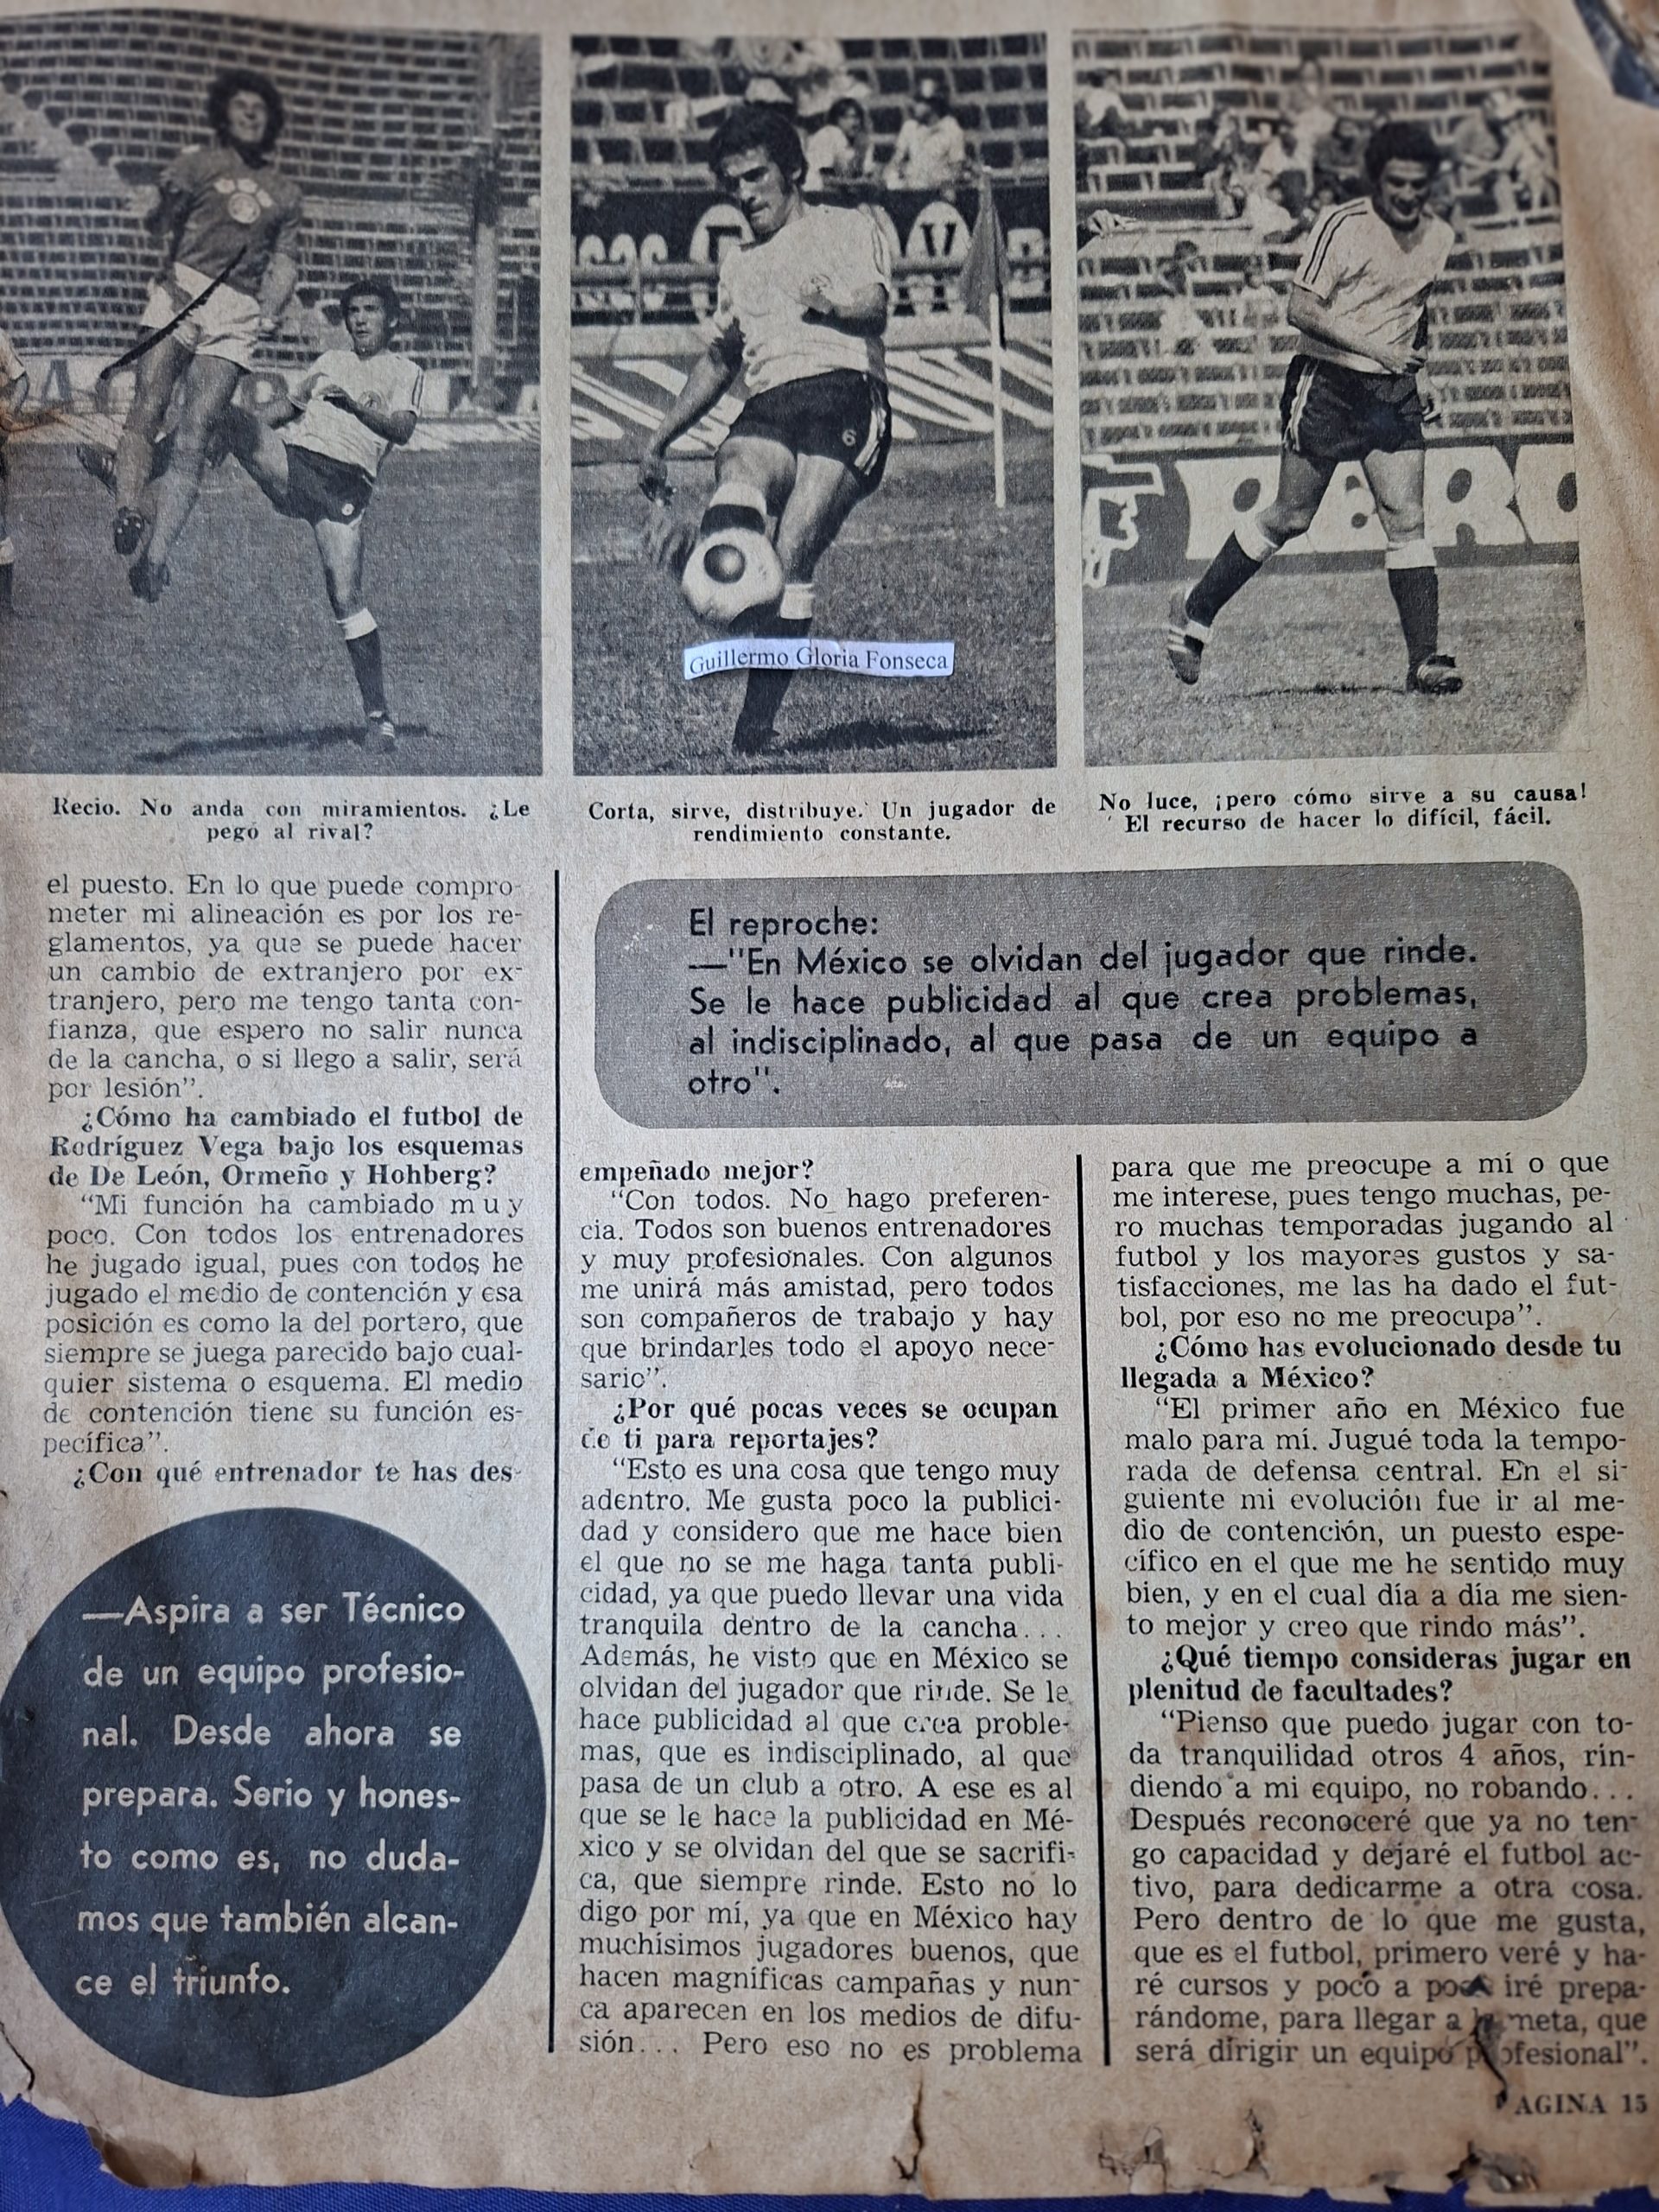 Guillermo Gloria Fonseca
6
Recio. No anda con miramientos. ¿Le
pegó al rival?
Corta, sirve, distribuye. Un jugador de
rendimiento constante.
No luce, ¡pero cómo sirve a su causa!
El recurso de hacer lo difícil, fácil.
el puesto. En lo que puede compro-
meter mi alineación es por los re-
glamentos, ya que se puede hacer
un cambio de extranjero por ex-
tranjero, pero me tengo tanta con-
fianza, que espero no salir nunca
de la cancha, o si llego a salir, será
por lesión".
¿Cómo ha cambiado el futbol de
Rodríguez Vega bajo los esquemas
de De León, Ormeño y Hohberg?
"Mi función ha cambiado muy
poco. Con todos los entrenadores
he jugado igual, pues con todos he
jugado el medio de contención y esa
posición es como la del portero, que
siempre se juega parecido bajo cual-
quier sistema o esquema. El medio
de contención tiene su función es-
pecífica".
¿Con qué entrenador te has des-
—Aspira a ser Técnico
de un equipo profesio-
nal. Desde ahora se
prepara. Serio y hones-
to como es, no duda-
mos que también alcan-
ce el triunfo.
El reproche:
—"En México se olvidan del jugador que rinde.
Se le hace publicidad al que crea problemas,
al indisciplinado, al que pasa de un equipo a
otro".
empeñado mejor?
"Con todos. No hago preferen-
cia. Todos son buenos entrenadores
y muy profesionales. Con algunos
me unirá más amistad, pero todos
son compañeros de trabajo y hay
que brindarles todo el apoyo nece-
sario".
¿Por qué pocas veces se ocupan
de ti para reportajes?
"Esto es una cosa que tengo muy
adentro. Me gusta poco la publici-
dad y considero que me hace bien
el que no se me haga tanta publi-
cidad, ya que puedo llevar una vida
tranquila dentro de la cancha...
Además, he visto que en México se
olvidan del jugador que rinde. Se le
hace publicidad al que crea proble-
mas, que es indisciplinado, al que
pasa de un club a otro. A ese es al
que se le hace la publicidad en Mé-
xico y se olvidan del que se sacrifi-
ca, que siempre rinde. Esto no lo
digo por mí, ya que en México hay
muchísimos jugadores buenos, que
hacen magníficas campañas y nun-
ca aparecen en los medios de difu-
sión... Pero eso no es problema
para que me preocupe a mí o que
me interese, pues tengo muchas, pe-
ro muchas temporadas jugando al
futbol y los mayores gustos y sa-
tisfacciones, me las ha dado el fut-
bol, por eso no me preocupa".
¿Cómo has evolucionado desde tu
llegada a México?
"El primer año en México fue
malo para mí. Jugué toda la tempo-
rada de defensa central. En el si-
guiente mi evolución fue ir al me-
dio de contención, un puesto espe-
cífico en el que me he sentido muy
bien, y en el cual día a día me sien-
to mejor y creo que rindo más".
¿Qué tiempo consideras jugar en
plenitud de facultades?
"Pienso que puedo jugar con to-
da tranquilidad otros 4 años, rin-
diendo a mi equipo, no robando...
Después reconoceré que ya no ten-
go capacidad y dejaré el futbol ac-
tivo, para dedicarme a otra cosa.
Pero dentro de lo que me gusta,
que es el futbol, primero veré y ha-
ré cursos y poco a poco iré prepa-
rándome, para llegar a la meta, que
será dirigir un equipo profesional".
PAGINA 15